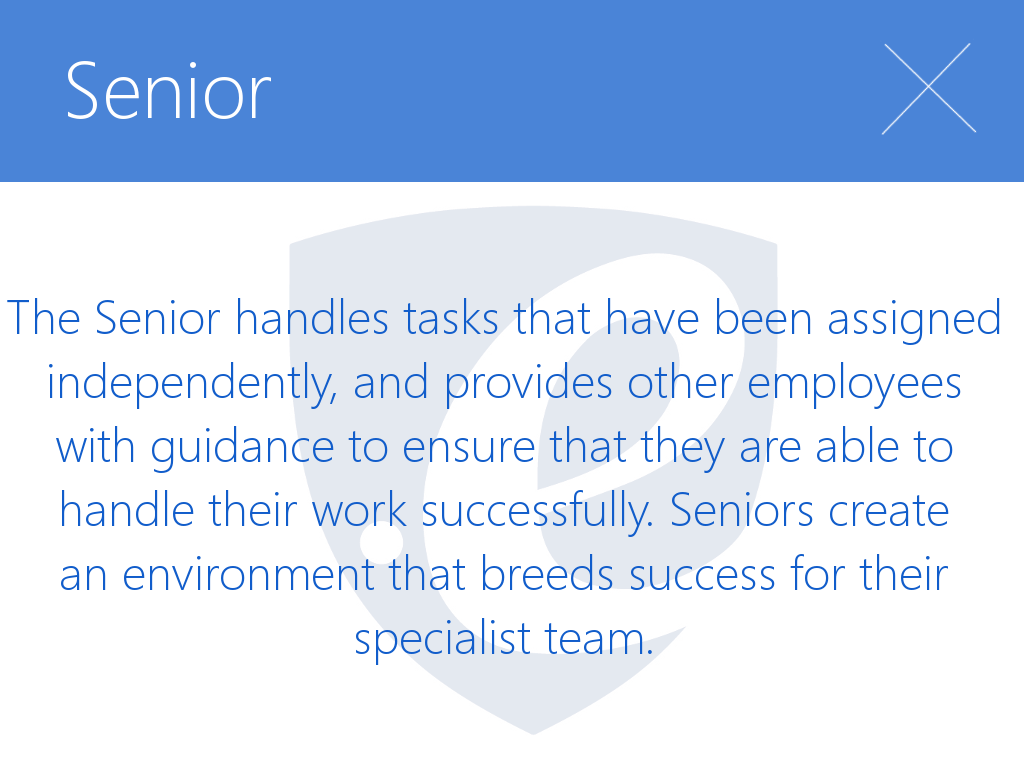 Senior
The Senior handles tasks that have been assigned
independently, and provides other employees
with guidance to ensure that they are able to
handle their work successfully. Seniors create
an environment that breeds success for their
specialist team.